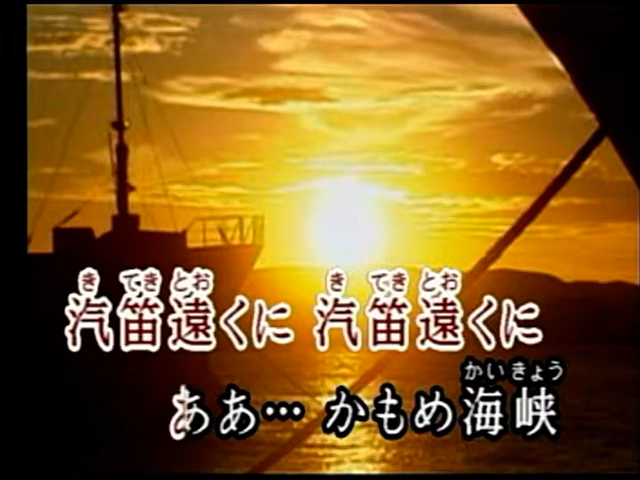 き てき とお き てき とお
汽笛遠くに 汽笛遠くに
かいきょう
ああ… かもめ海峡